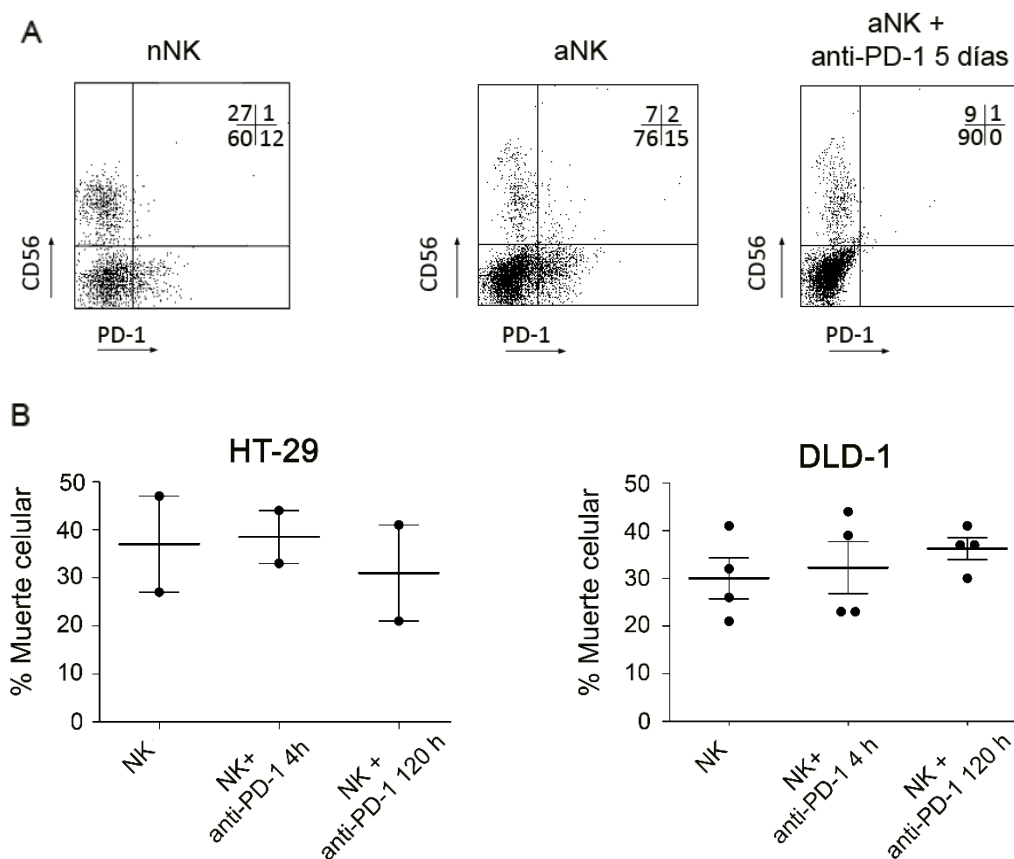 A
nNK
27 1
60 12
CD56
PD-1
aNK
7 2
76 15
CD56
PD-1
aNK +
anti-PD-1 5 días
9 1
90 0
CD56
PD-1
B
HT-29
% Muerte celular
50
40
30
20
10
0
NK
NK+
anti-PD-1 4h
NK +
anti-PD-1 120 h
DLD-1
% Muerte celular
50
40
30
20
10
0
NK
NK+
anti-PD-1 4 h
NK +
anti-PD-1 120 h